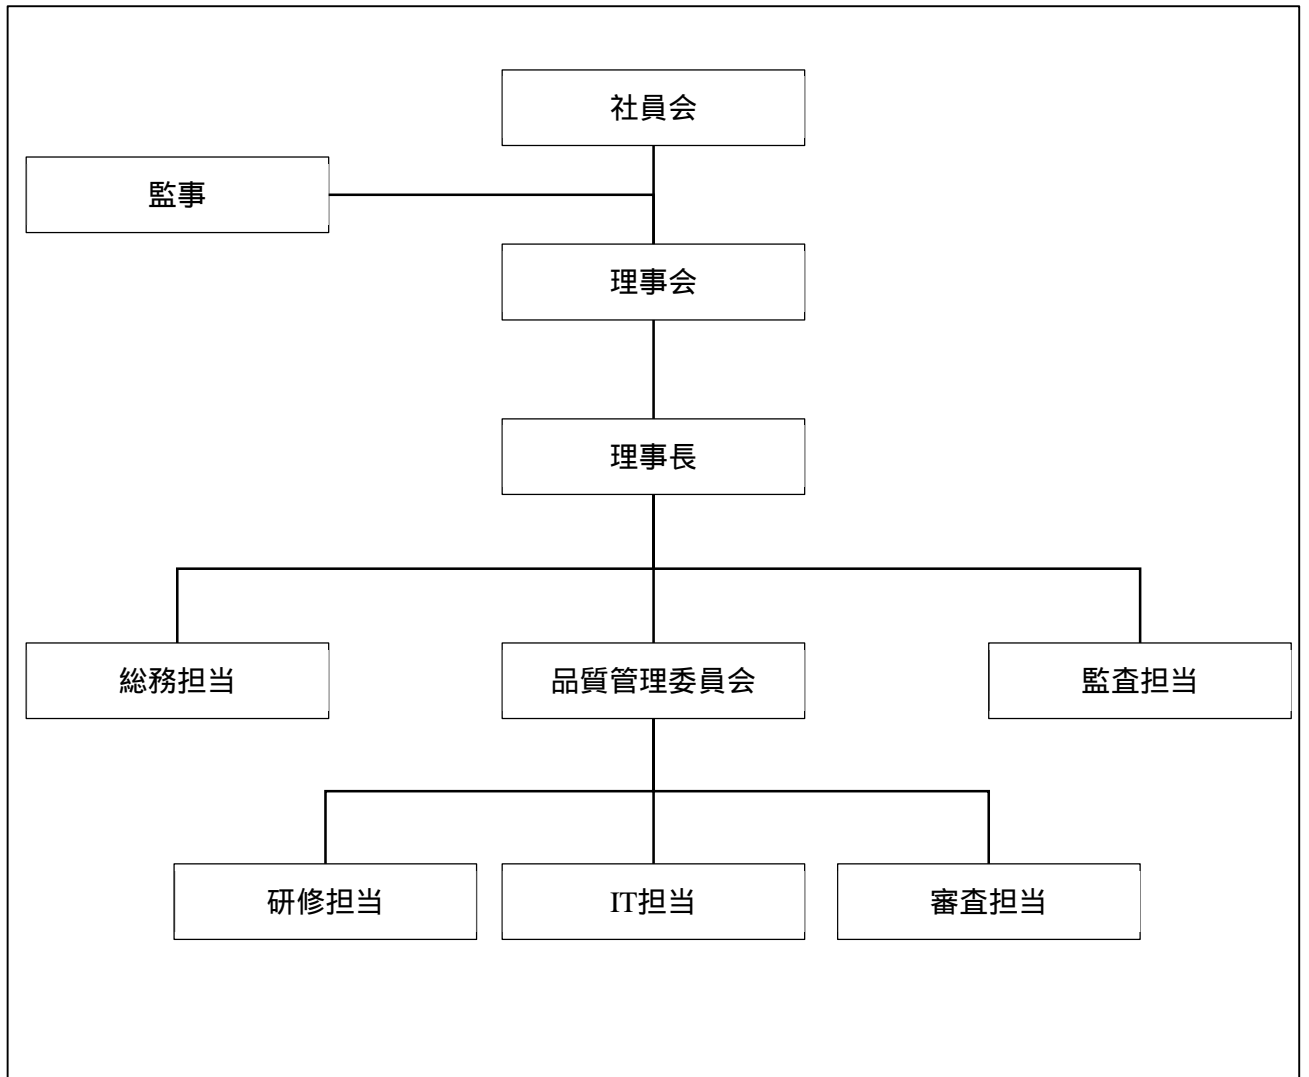 社員会
監事
理事会
理事長
総務担当
品質管理委員会
監査担当
研修担当
IT担当
審査担当